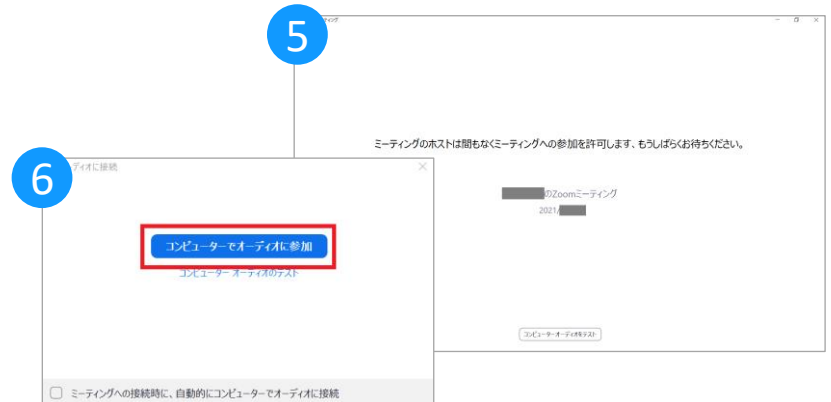 5
ミーティングのホストは間もなくミーティングへの参加を許可します、もうしばらくお待ちください。
のZoomミーティング
2021/
コンピューターオーディオをテスト
6
ディオに接続
コンピューターでオーディオに参加
コンピューター オーディオのテスト
ミーティングへの接続時に、自動的にコンピューターでオーディオに接続